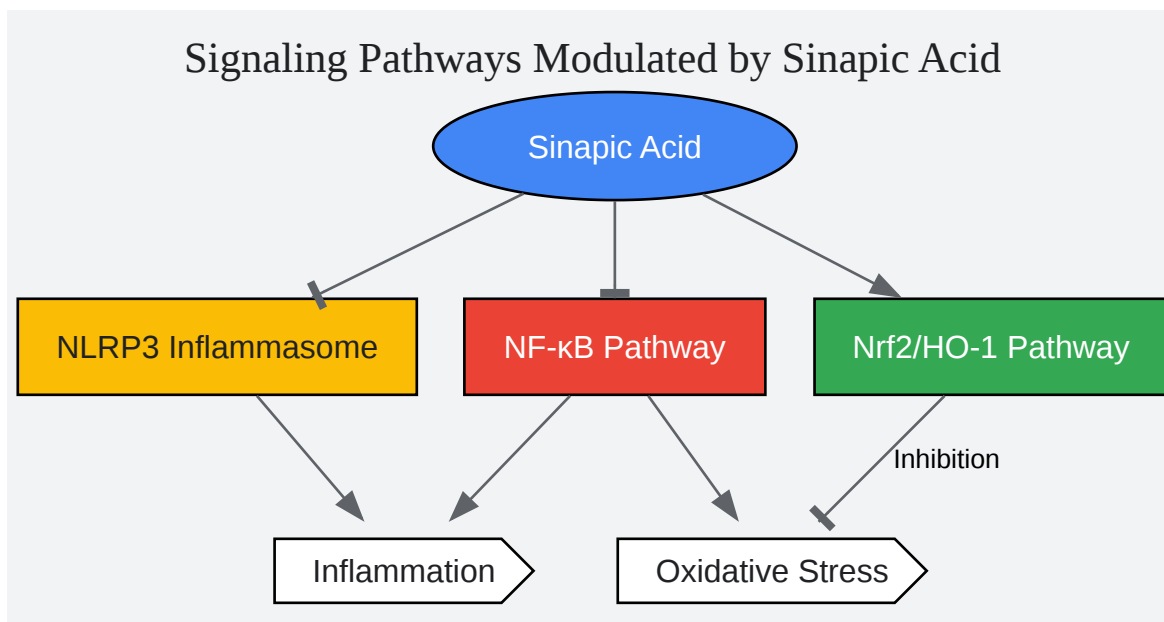 Signaling Pathways Modulated by Sinapic Acid
Sinapic Acid
NLRP3 Inflammasome
NF-κB Pathway
Nrf2/HO-1 Pathway
Inhibition
Inflammation
Oxidative Stress